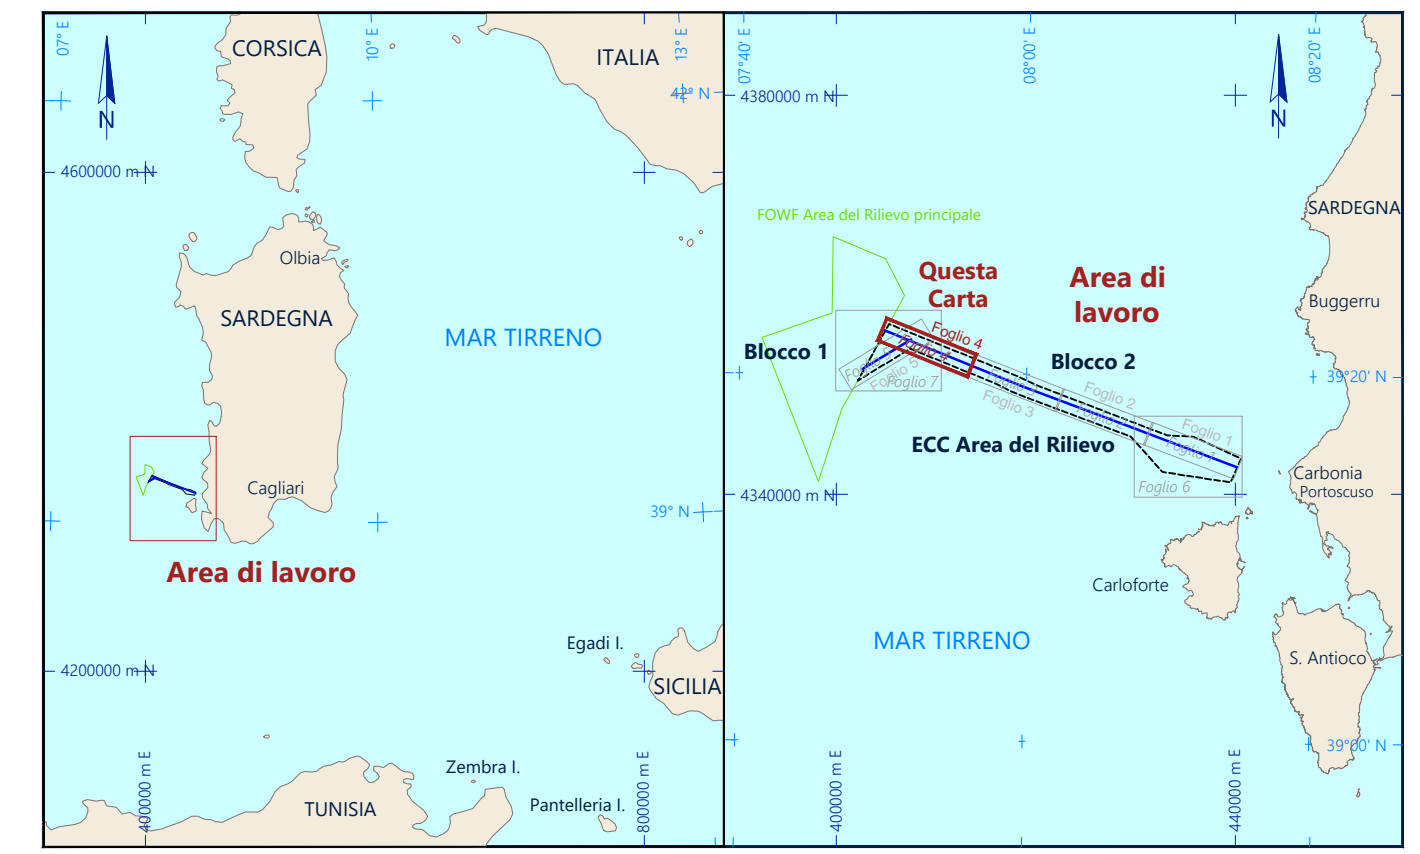 07° E
10° E
13° E
CORSICA
ITALIA
42° N
N
4600000 m N
Olbia
SARDEGNA
MAR TIRRENO
Cagliari
39° N
Area di lavoro
Egadi I.
4200000 m N
SICILIA
400000 m E
800000 m E
Zembra I.
TUNISIA
Pantelleria I.
07°40' E
08°00' E
08°20' E
4380000 m N
N
SARDEGNA
FOWF Area del Rilievo principale
Questa
Carta
Area di
lavoro
Buggerru
Foglio 4
Foglio 4
Blocco 1
Blocco 2
39°20' N
Foglio 5
Foglio 7
Foglio 2
Foglio 3
Foglio 1
ECC Area del Rilievo
Carbonia
Portoscuso
Foglio 6
4340000 m N
Carloforte
MAR TIRRENO
S. Antioco
39°00' N
400000 m E
440000 m E